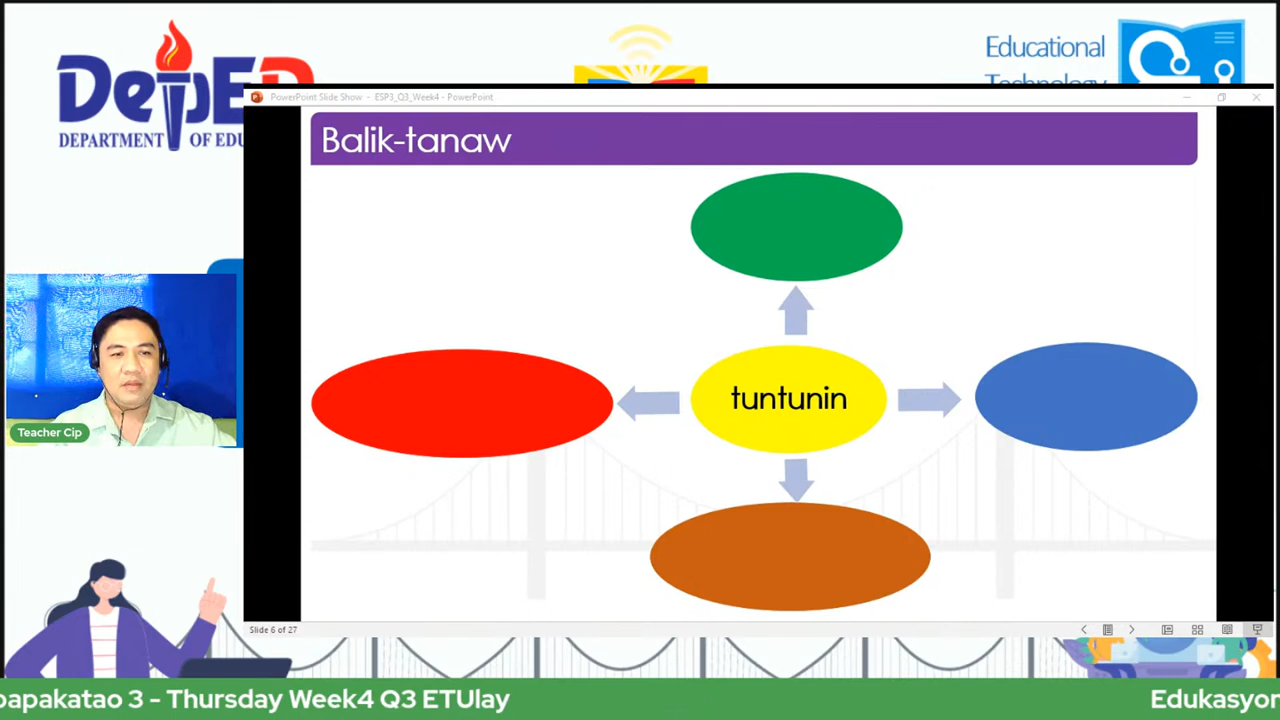 DepED
DEPARTMENT OF EDU
Educational
Technology
PowerPoint Slide Show - ESP3_Q3_Week4 - PowerPoint
Balik-tanaw
tuntunin
Teacher Cip
Slide 6 of 27
papakatao 3 - Thursday Week4 Q3 ETUlay
Edukasyon